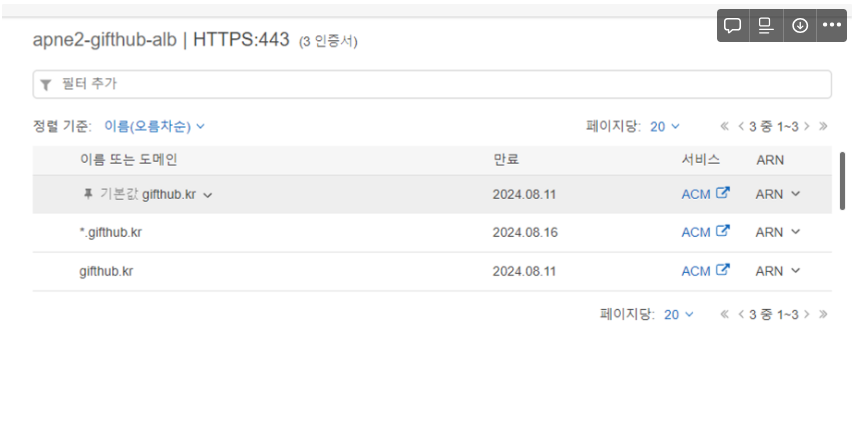 apne2-gifthub-alb | HTTPS:443 (3 인증서)
필터 추가
정렬 기준: 이름(오름차순) 페이지당: 20 « < 3 중 1~3 > »
이름 또는 도메인 만료 서비스 ARN
기본값 gifthub.kr 2024.08.11 ACM ARN
*.gifthub.kr 2024.08.16 ACM ARN
gifthub.kr 2024.08.11 ACM ARN
페이지당: 20 « < 3 중 1~3 > »